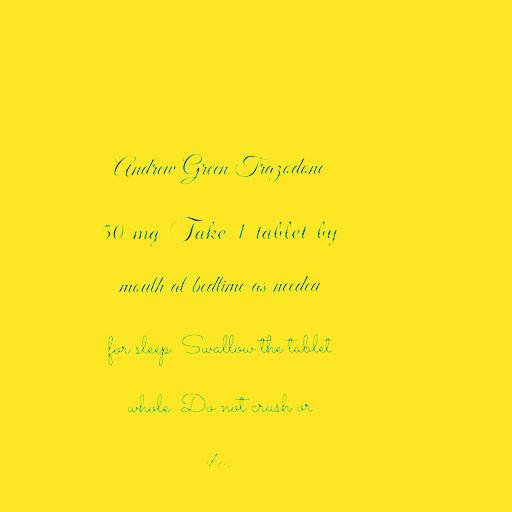 Andrew Green Trazodone
50 mg Take 1 tablet by
mouth at bedtime as needed
for sleep. Swallow the tablet
whole. Do not crush or